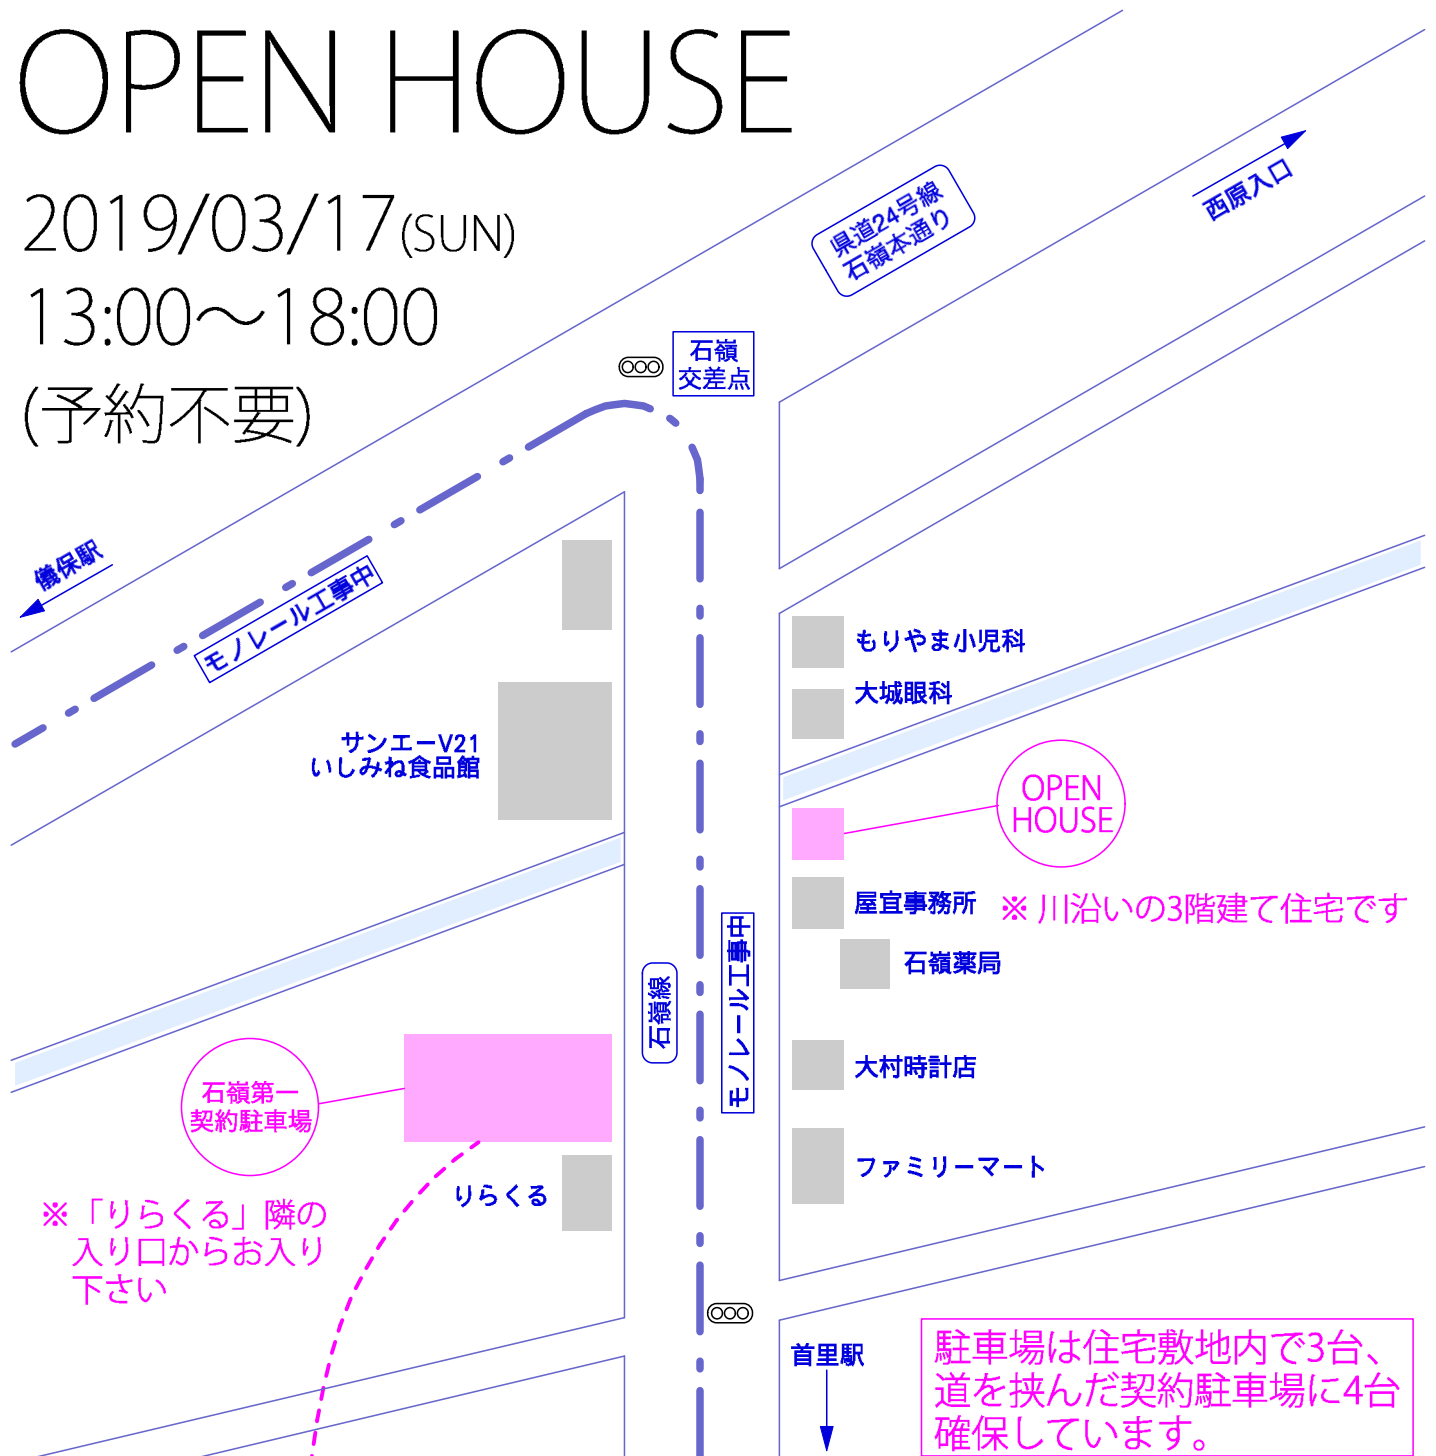 OPEN HOUSE
2019/03/17(SUN)
13:00～18:00
(予約不要)
県道24号線
石嶺本通り
西原入口
石嶺
交差点
儀保駅
モノレール工事中
もりやま小児科
大城眼科
サンエーV21
いしみね食品館
OPEN
HOUSE
屋宜事務所
※ 川沿いの3階建て住宅です
石嶺薬局
石嶺線
モノレール工事中
大村時計店
石嶺第一
契約駐車場
ファミリーマート
りらくる
※「りらくる」隣の
入り口からお入り
下さい
首里駅
駐車場は住宅敷地内で3台、
道を挟んだ契約駐車場に4台
確保しています。